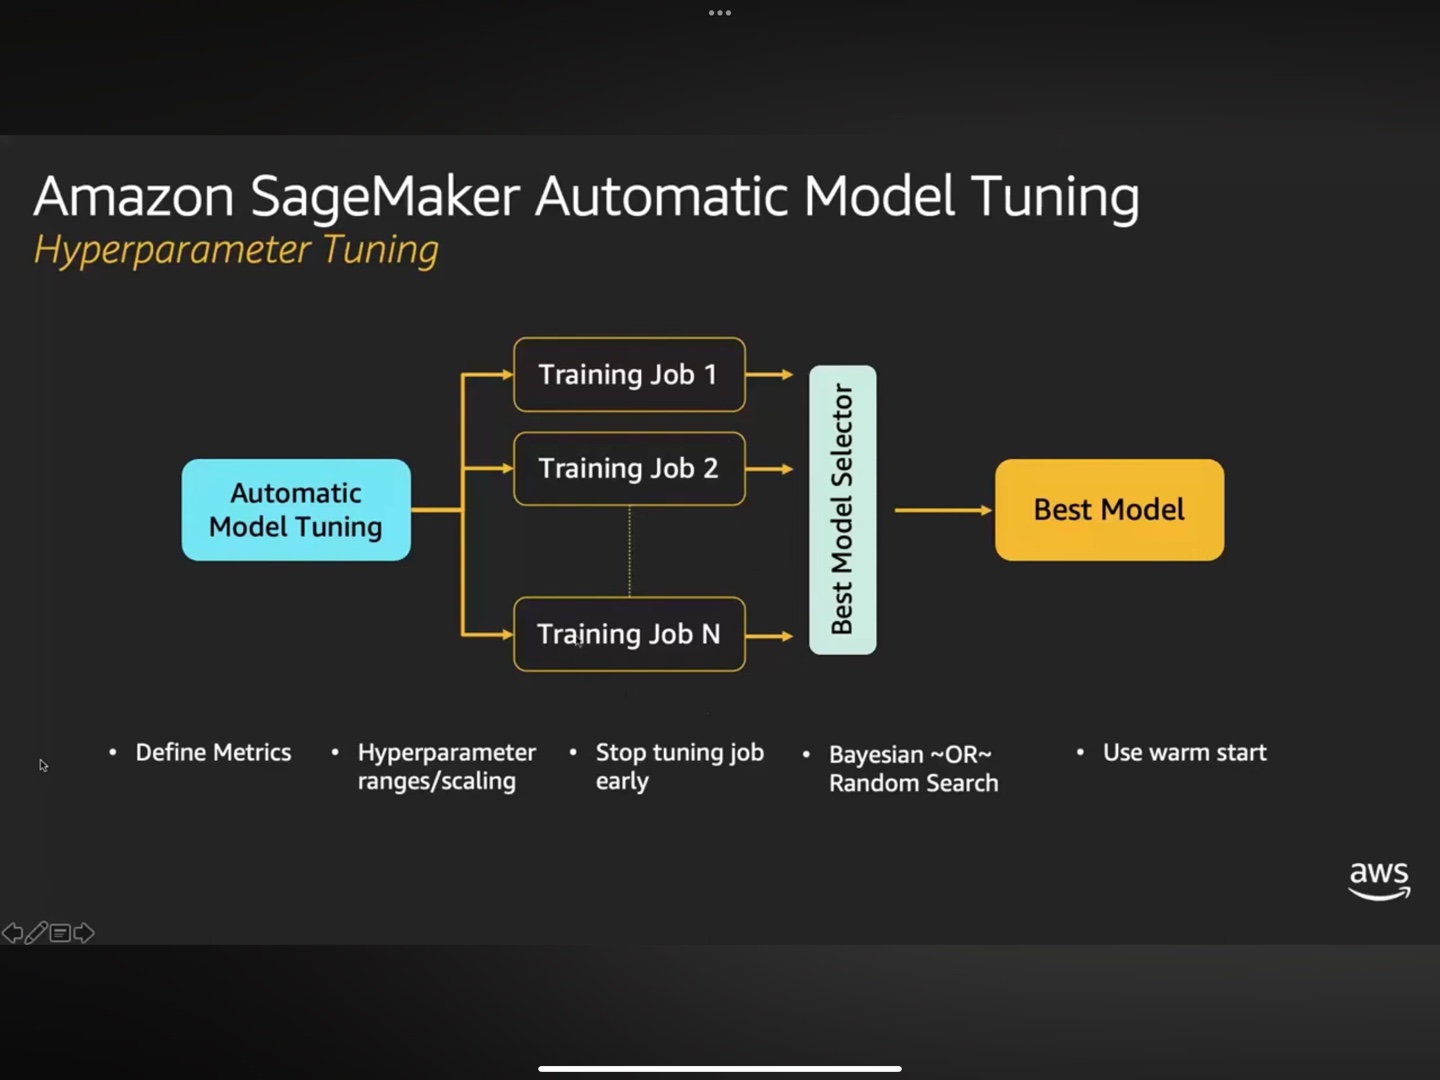 Amazon SageMaker Automatic Model Tuning
Hyperparameter Tuning
Automatic
Model Tuning
Training Job 1
Training Job 2
Training Job N
Best Model Selector
Best Model
• Define Metrics
• Hyperparameter
ranges/scaling
• Stop tuning job
early
• Bayesian ~OR~
Random Search
• Use warm start
aws